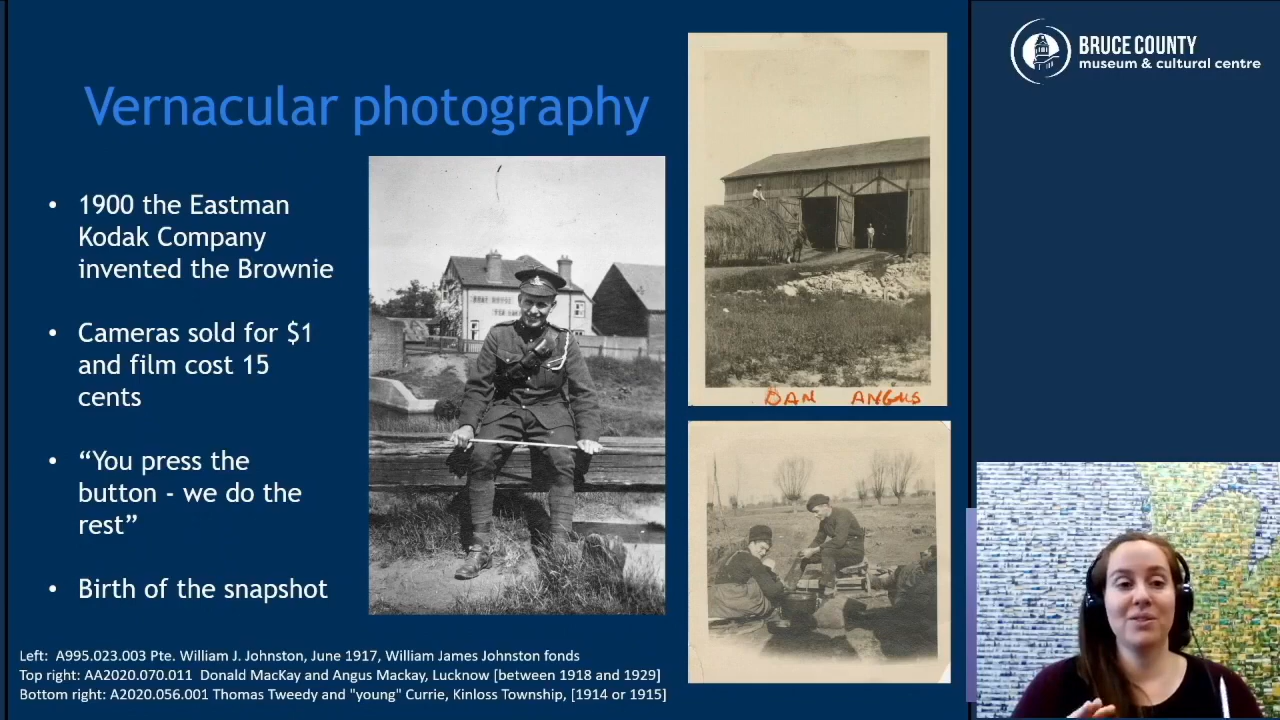 BRUCE COUNTY
museum & cultural centre
Vernacular photography
• 1900 the Eastman
Kodak Company
invented the Brownie
• Cameras sold for $1
and film cost 15
cents
• “You press the
button - we do the
rest”
• Birth of the snapshot
DAN ANGUS
Left: A995.023.003 Pte. William J. Johnston, June 1917, William James Johnston fonds
Top right: AA2020.070.011 Donald MacKay and Angus Mackay, Lucknow [between 1918 and 1929]
Bottom right: A2020.056.001 Thomas Tweedy and "young" Currie, Kinloss Township, [1914 or 1915]